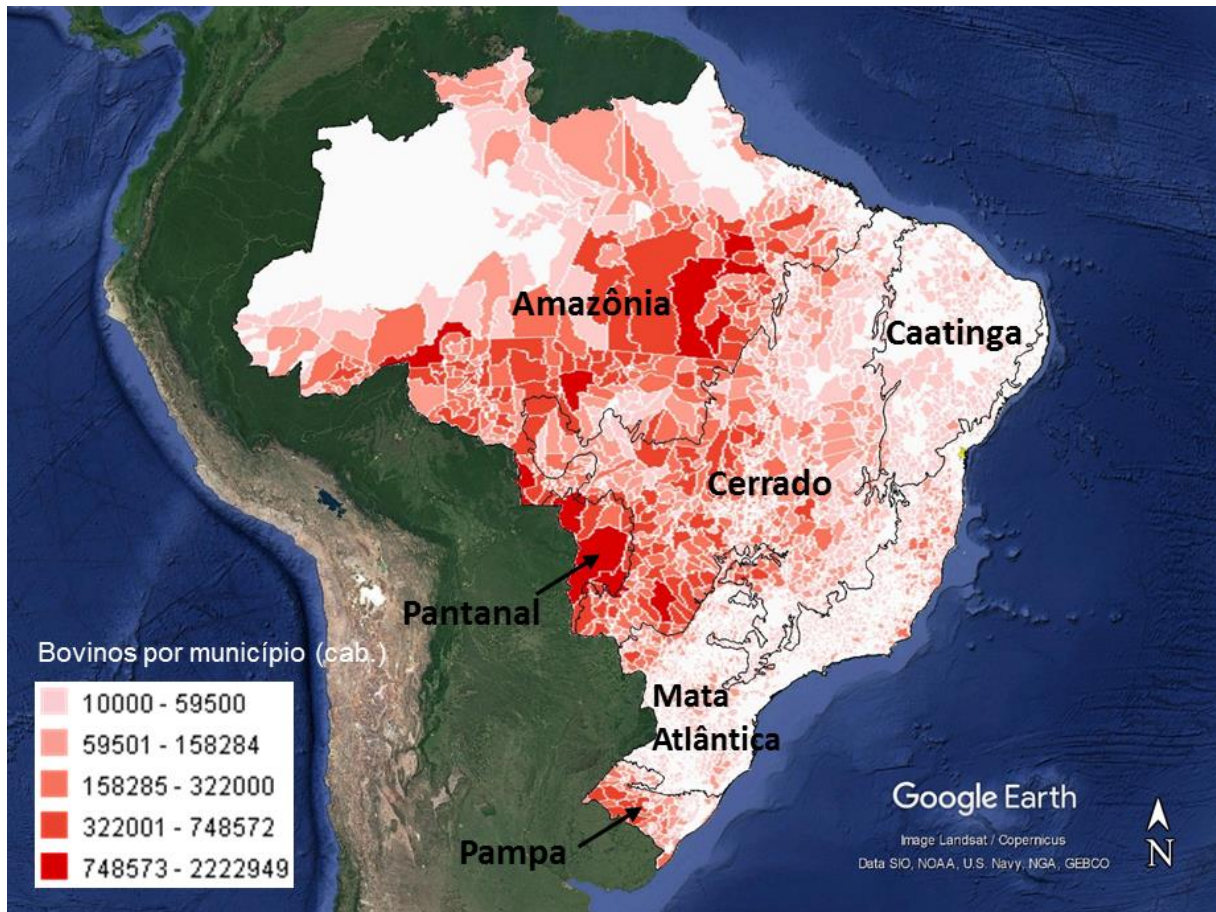 Amazônia
Caatinga
Cerrado
Pantanal
Bovinos por município (cab.)
10000 - 59500
59501 - 158284
158285 - 322000
322001 - 748572
748573 - 2222949
Mata
Atlântica
Pampa
Google Earth
Image Landsat / Copernicus
Data SIO, NOAA, U.S. Navy, NGA, GEBCO
N